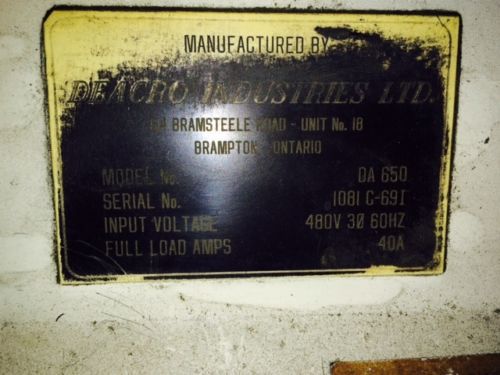 MANUFACTURED BY
DEACRO INDUSTRIES LTD.
BRAMSTEELE ROAD - UNIT No. 18
BRAMPTON ONTARIO
MODEL No. DA 650
SERIAL No. 1081 C-69I
INPUT VOLTAGE 480V 3Ø 60HZ
FULL LOAD AMPS 40A